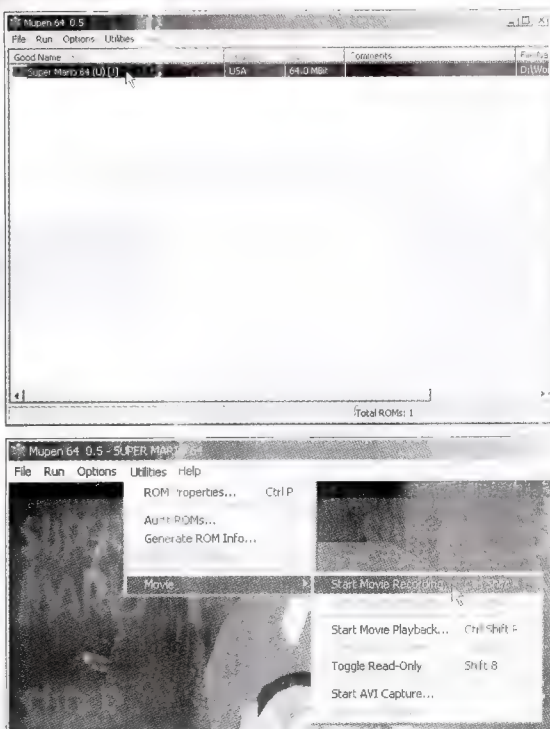 Mupen 64 0.5
File Run Options Utilities
Good Name Comments
Super Mario 64 (U) [!] USA 64.0 MBit D:\Wor
Total ROMs: 1
Mupen 64 0.5 - SUPER MAR 64
File Run Options Utilities Help
ROM Properties... Ctrl P
Audit ROMs...
Generate ROM Info...
Movie Start Movie Recording... Shift
Start Movie Playback... Ctrl Shift P
Toggle Read-Only Shift 8
Start AVI Capture...